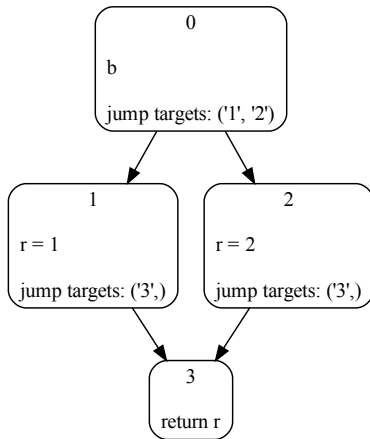 0
b
jump targets: ('1', '2')
1
r = 1
jump targets: ('3',)
2
r = 2
jump targets: ('3',)
3
return r